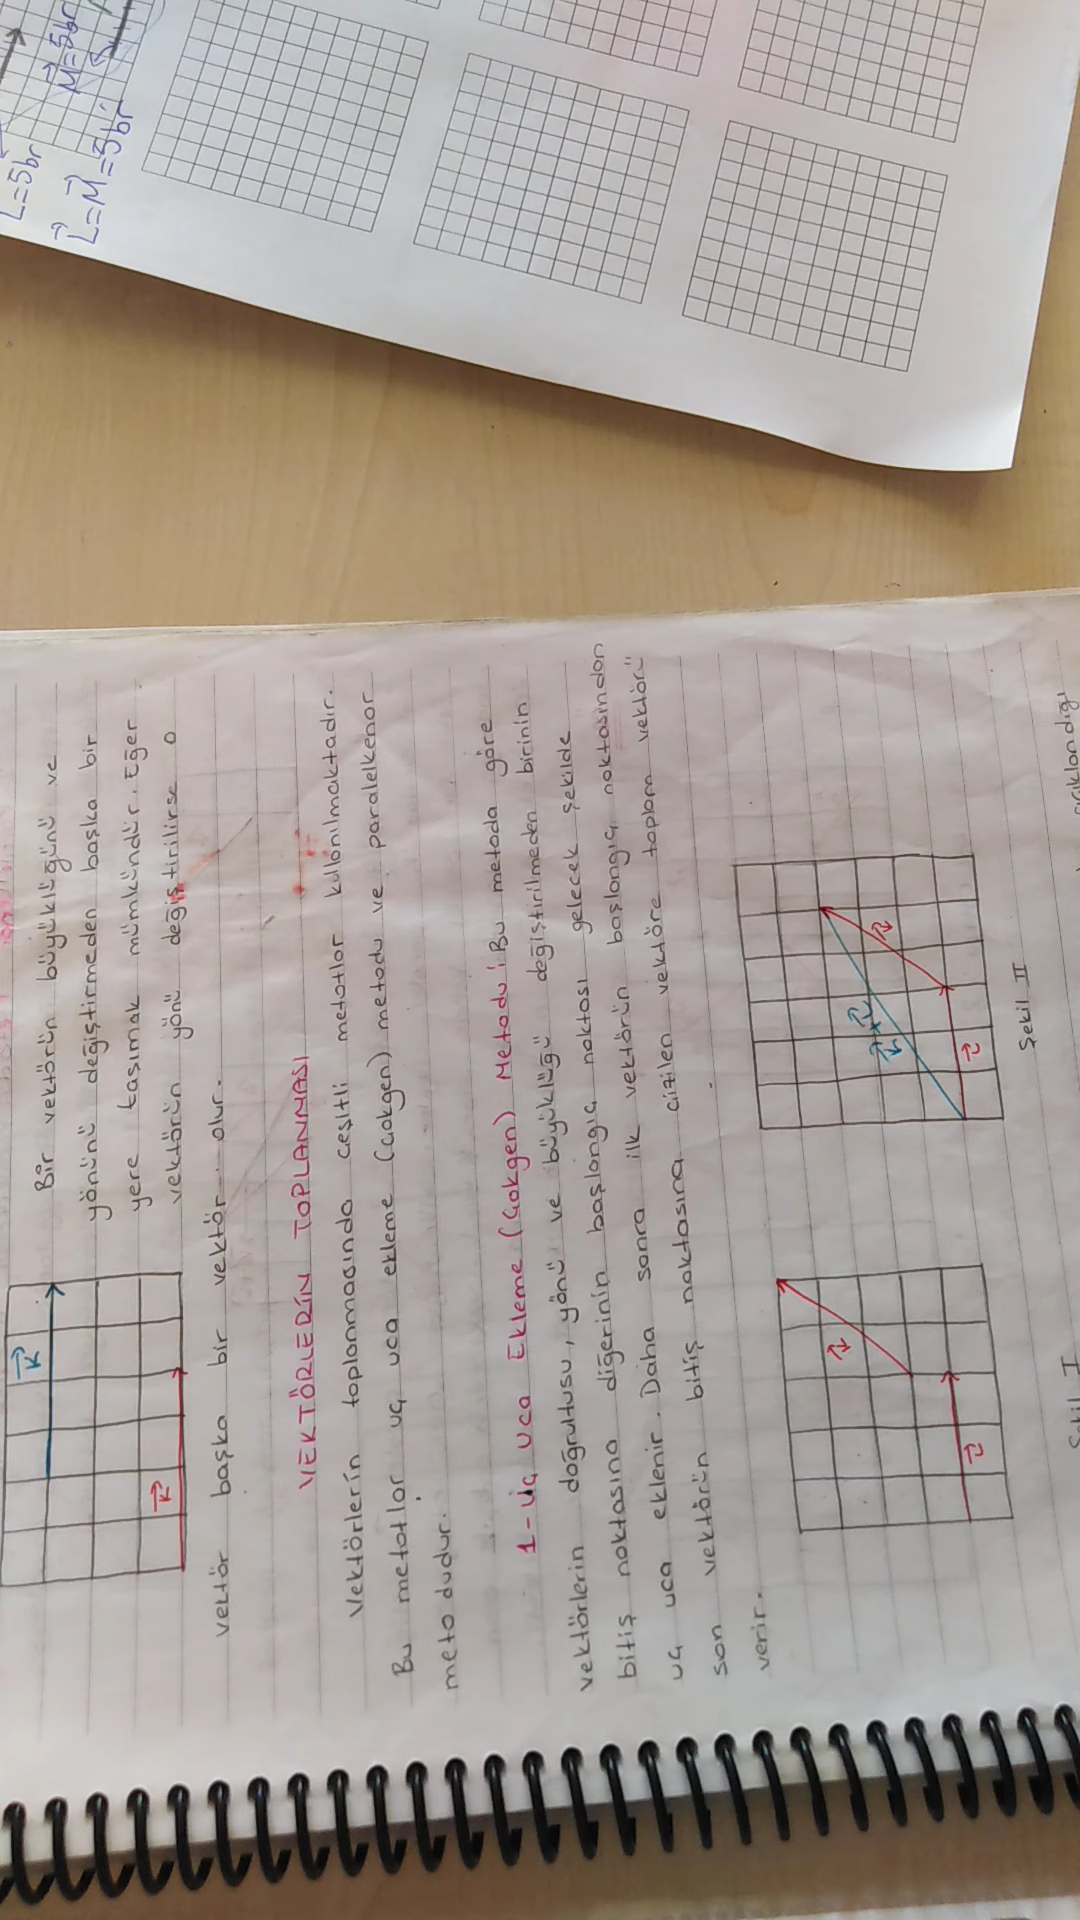 L=5br
M=5br
L=M=5br
K
K
Bir vektörün büyüklüğünü ve
yönünü değiştirmeden başka bir
yere taşımak mümkündür. Eğer
vektörün yönü değiştirilirse o
vektör başka bir vektör olur.
VEKTÖRLERİN TOPLANMASI
Vektörlerin toplanmasında çeşitli metotlar kullanılmaktadır.
Bu metotlar uç uca ekleme (çokgen) metodu ve paralelkenar
metodudur.
1-Uç Uca Ekleme (Çokgen) Metodu: Bu metoda göre
vektörlerin doğrultusu, yönü ve büyüklüğü değiştirilmeden birinin
bitiş noktasına diğerinin başlangıç noktası gelecek şekilde
uç uca eklenir. Daha sonra ilk vektörün başlangıç noktasından
son vektörün bitiş noktasına çizilen vektöre toplam vektörü
verir.
Şekil I
Şekil II